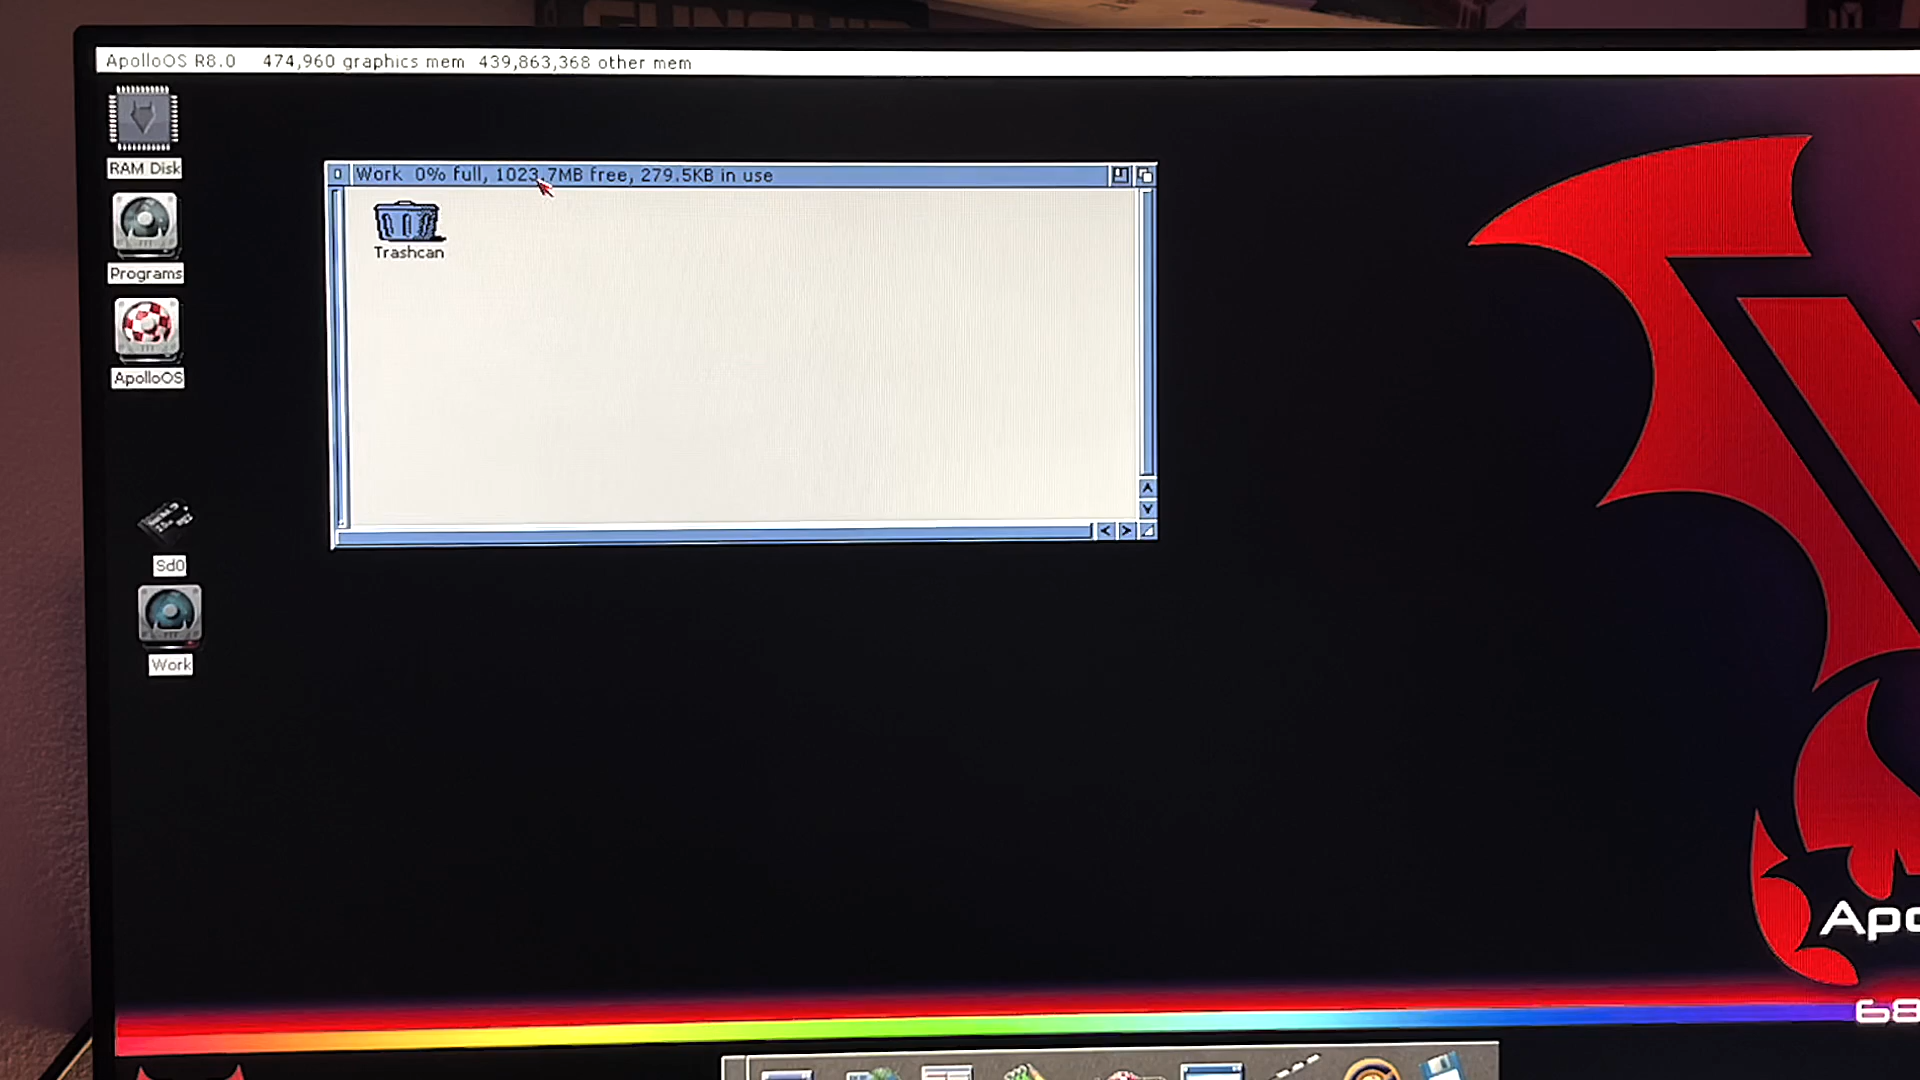 ApolloOS R8.0 474,960 graphics mem 439,863,368 other mem
RAM Disk
Work 0% full, 1023.7MB free, 279.5KB in use
Trashcan
Programs
ApolloOS
Sd0
Work
Apo
68